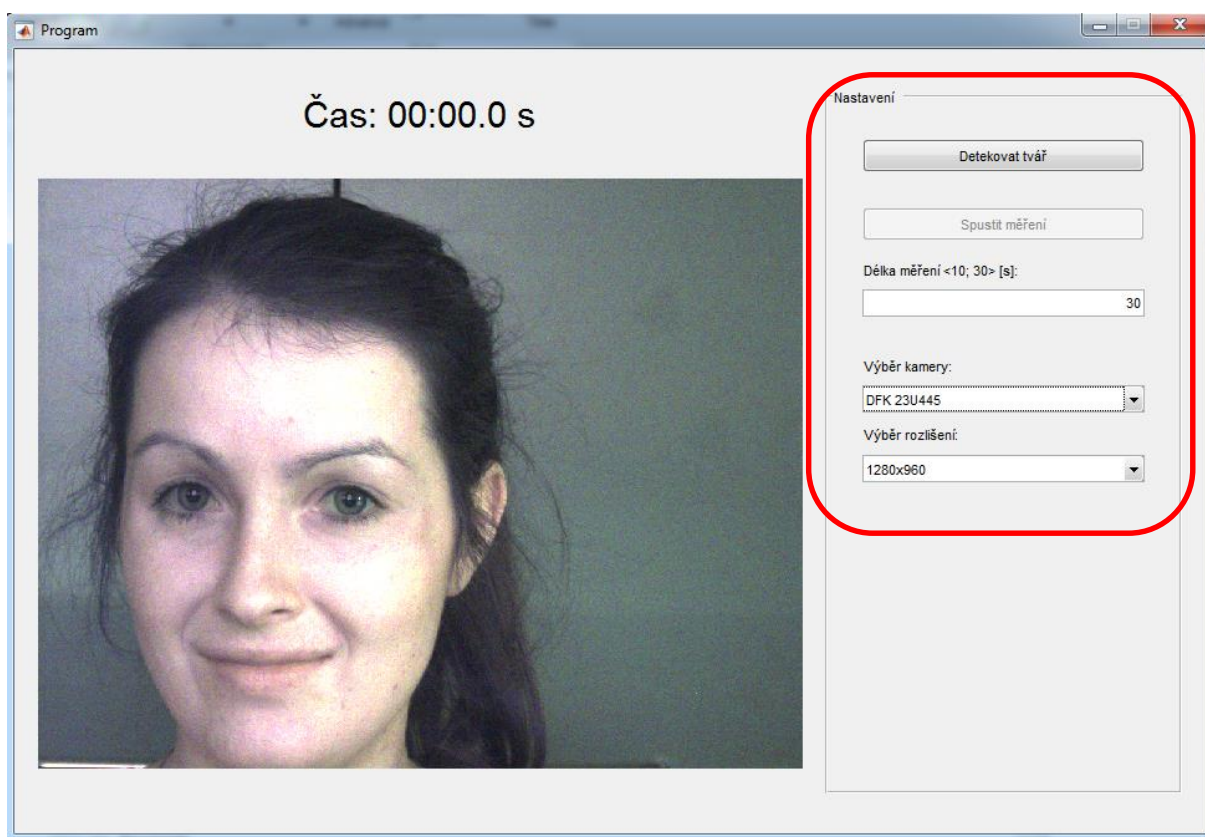 Program
Čas: 00:00.0 s
Nastavení
Detekovat tvář
Spustit měření
Délka měření <10; 30> [s]:
30
Výběr kamery:
DFK 23U445
Výběr rozlišení:
1280x960